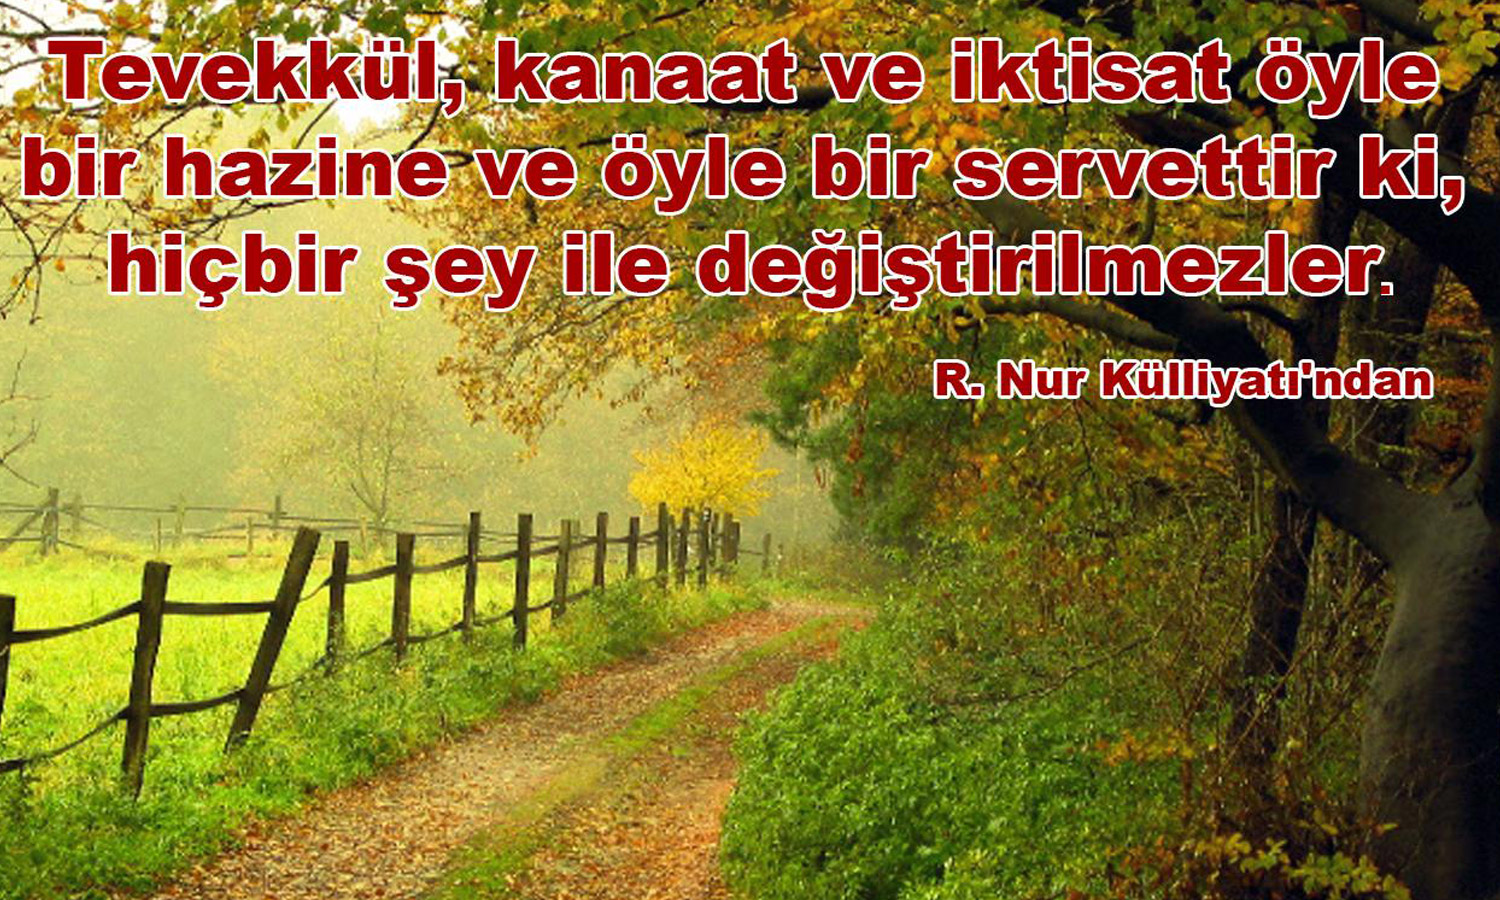 Tevekkül, kanaat ve iktisat öyle
bir hazine ve öyle bir servettir ki,
hiçbir şey ile değiştirilmezler.
R. Nur Külliyatı'ndan